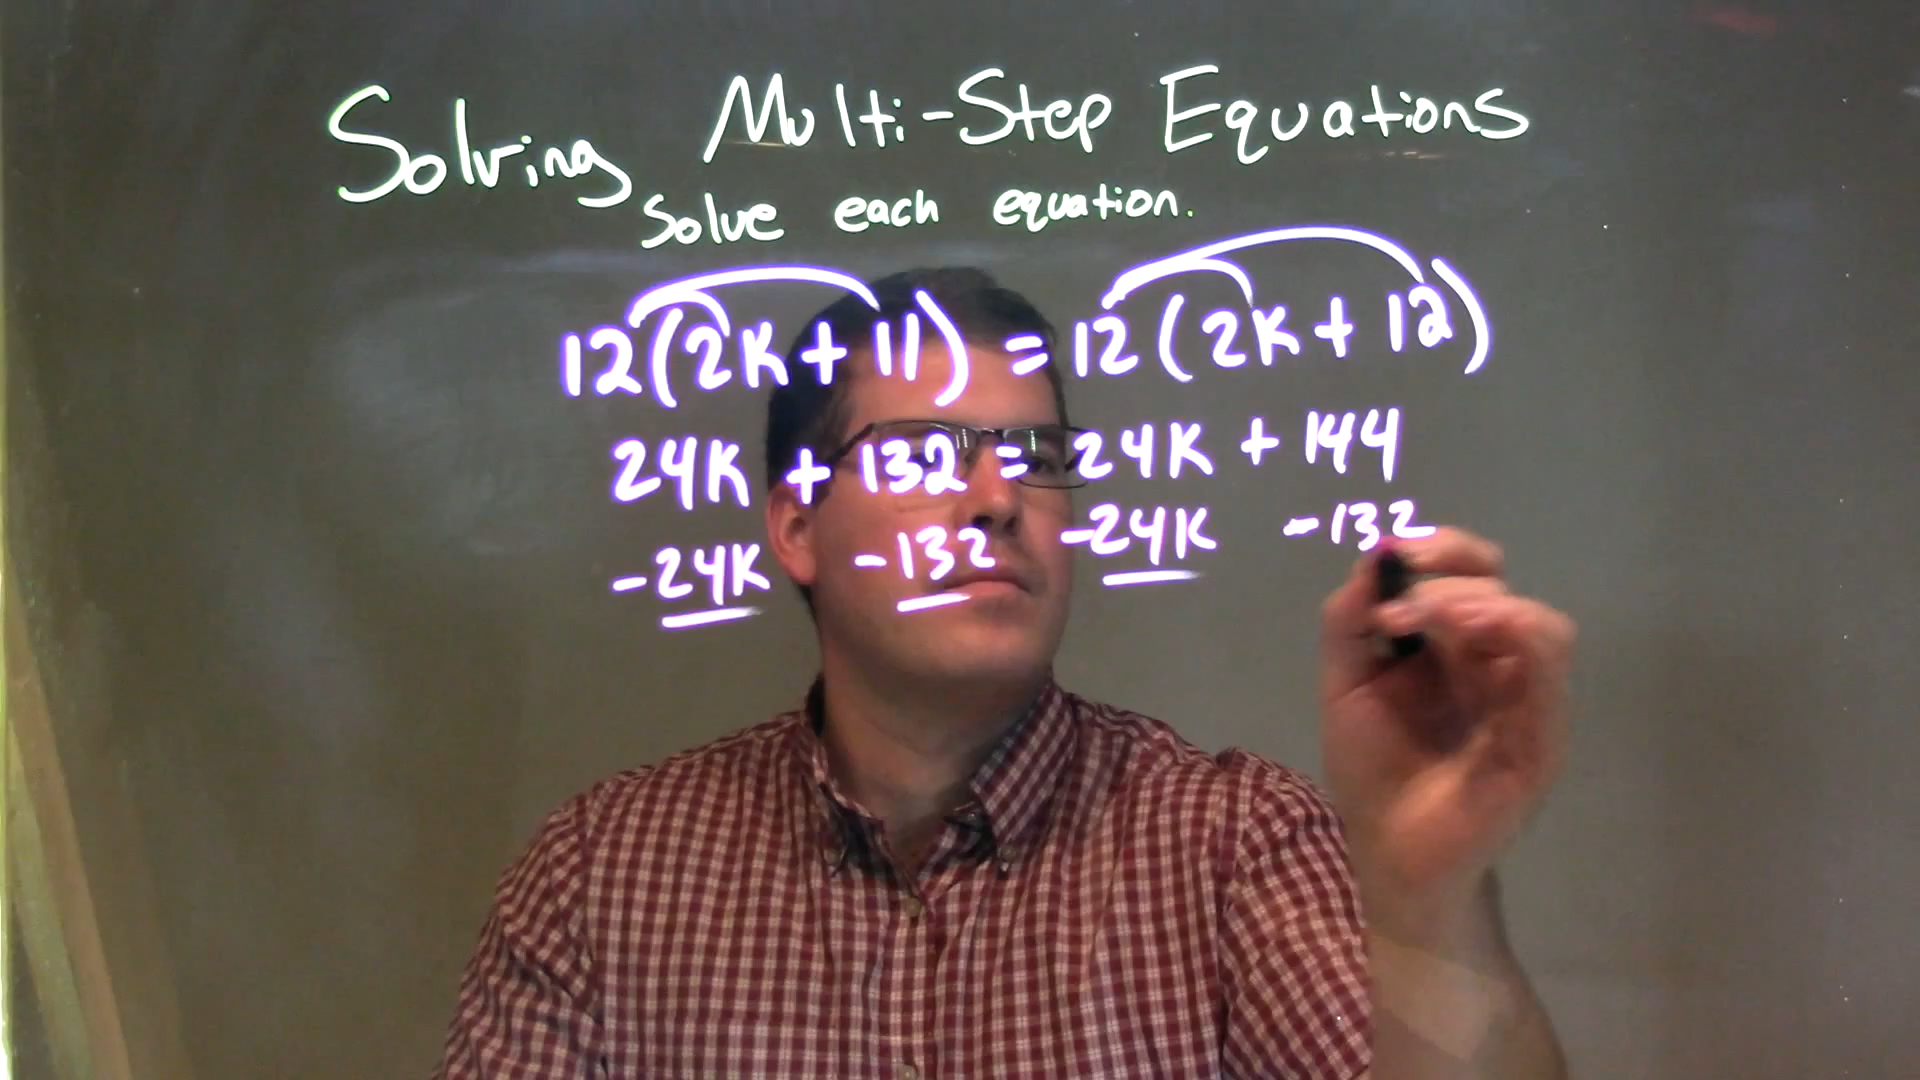 Solving Multi-Step Equations
Solve each equation.
12(2K+11)=12(2K+12)
24K+132=24K+144
-24K -132 -24K -132